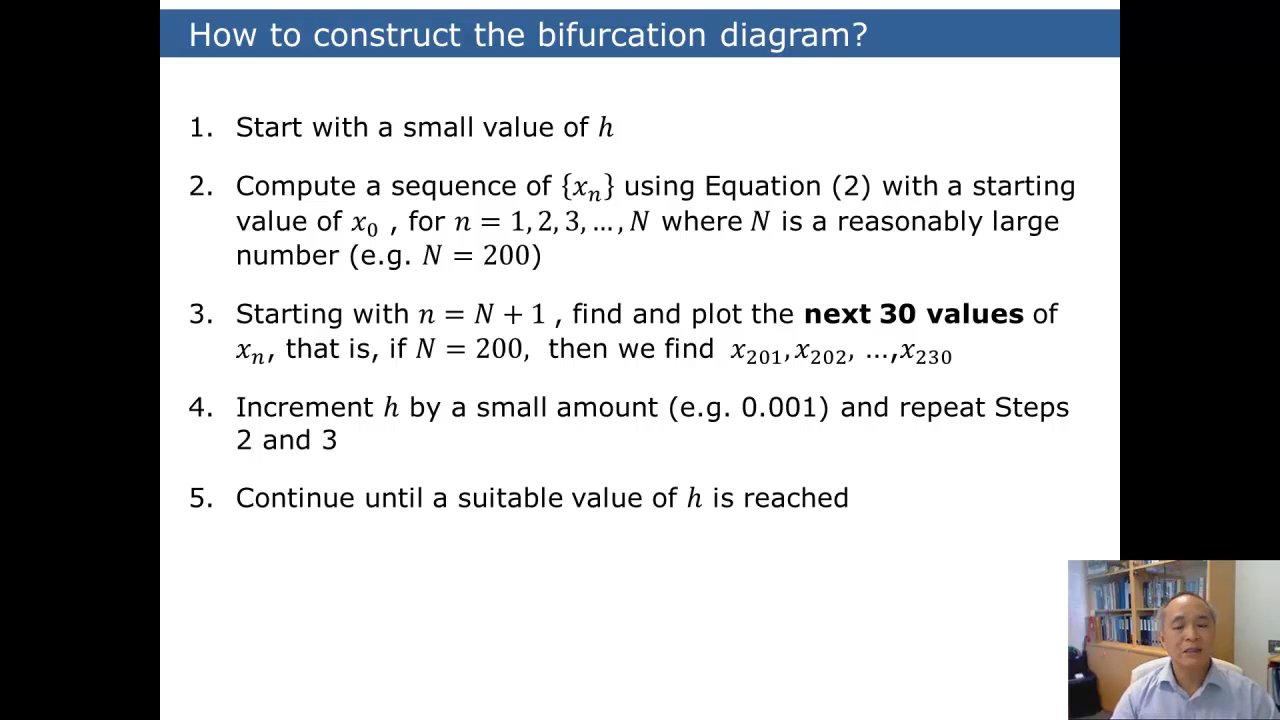 How to construct the bifurcation diagram?
1. Start with a small value of ℎ
2. Compute a sequence of {𝑥ₙ} using Equation (2) with a starting
value of 𝑥₀ , for 𝑛 = 1, 2, 3, … , 𝑁 where 𝑁 is a reasonably large
number (e.g. 𝑁 = 200)
3. Starting with 𝑛 = 𝑁 + 1 , find and plot the next 30 values of
𝑥ₙ, that is, if 𝑁 = 200, then we find 𝑥₂₀₁, 𝑥₂₀₂, …,𝑥₂₃₀
4. Increment ℎ by a small amount (e.g. 0.001) and repeat Steps
2 and 3
5. Continue until a suitable value of ℎ is reached